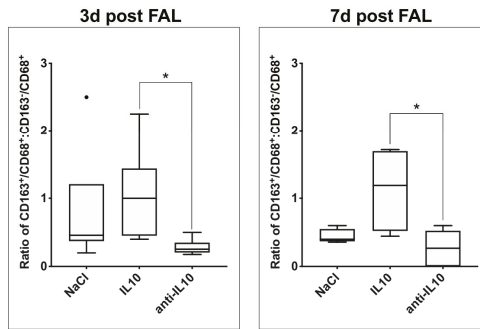 3d post FAL
Ratio of CD163⁺/CD68⁺:CD163⁻/CD68⁺
3
2
1
0
*
NaCl
IL10
anti-IL10
7d post FAL
Ratio of CD163⁺/CD68⁺:CD163⁻/CD68⁺
3
2
1
0
*
NaCl
IL10
anti-IL10